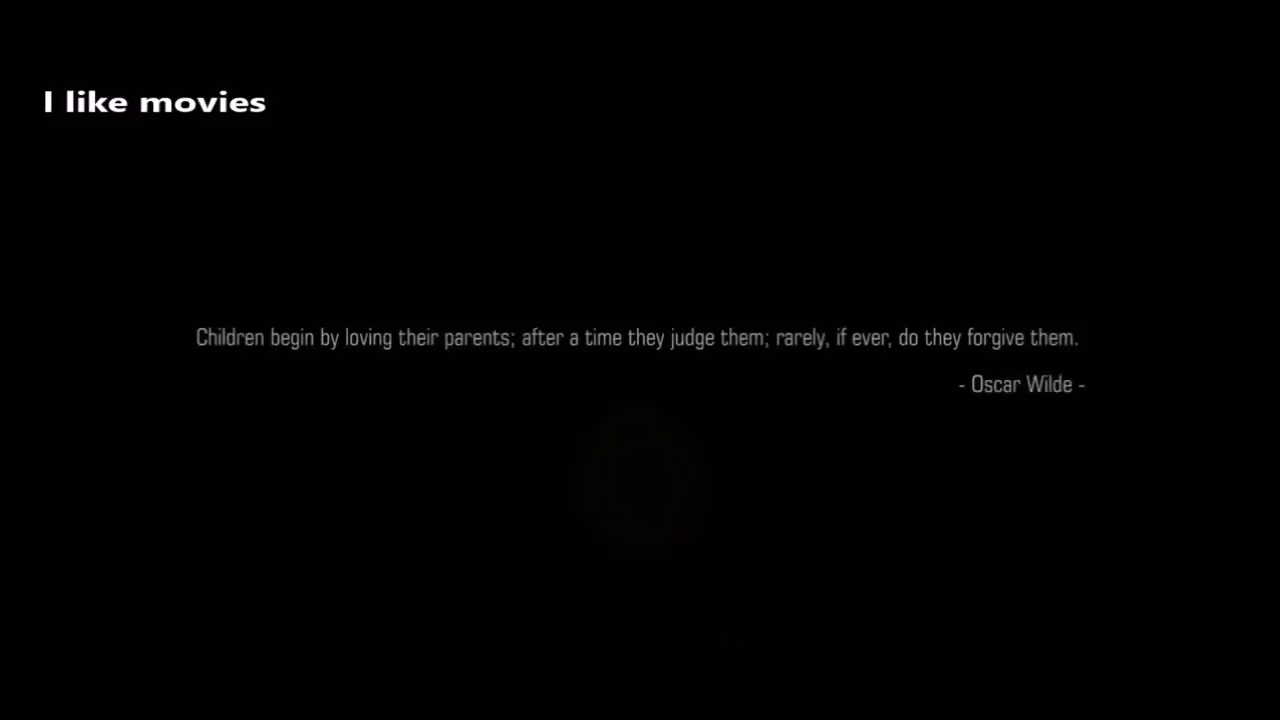 I like movies
Children begin by loving their parents; after a time they judge them; rarely, if ever, do they forgive them.
- Oscar Wilde -